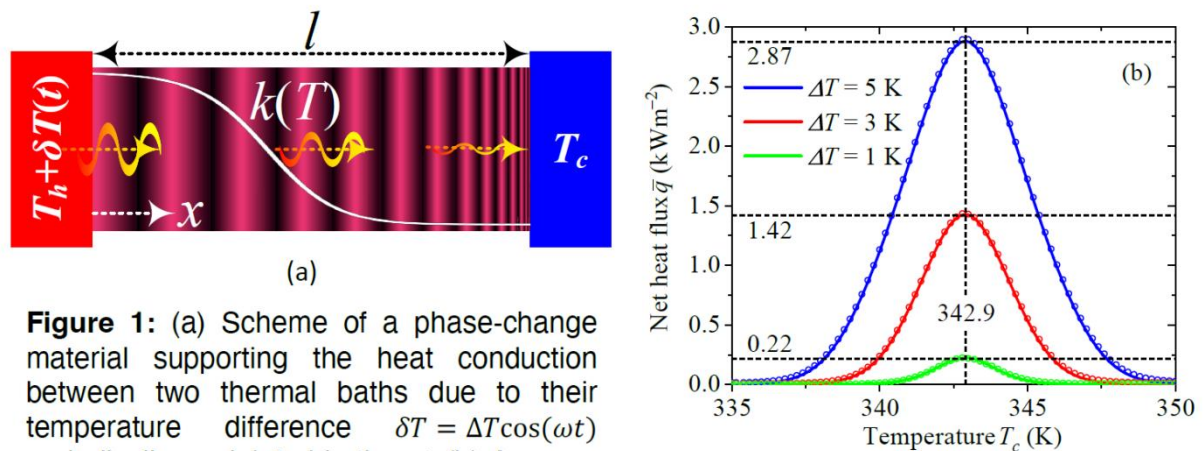 l
T_h+δT(t)
k(T)
T_c
x
(a)
Figure 1: (a) Scheme of a phase-change
material supporting the heat conduction
between two thermal baths due to their
temperature difference δT = ΔTcos(ωt)
3.0
2.5
2.0
1.5
1.0
0.5
0.0
Net heat flux q̄ (kWm⁻²)
2.87
(b)
ΔT = 5 K
ΔT = 3 K
ΔT = 1 K
1.42
342.9
0.22
335 340 345 350
Temperature T_c (K)